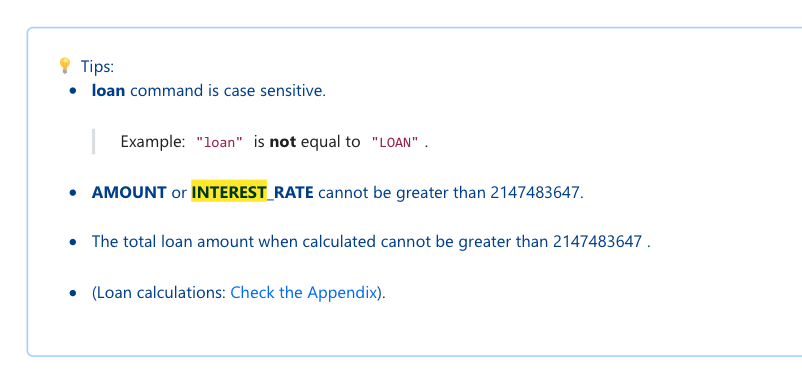 💡 Tips:
• loan command is case sensitive.
Example: "loan" is not equal to "LOAN" .
• AMOUNT or INTEREST_RATE cannot be greater than 2147483647.
• The total loan amount when calculated cannot be greater than 2147483647 .
• (Loan calculations: Check the Appendix).